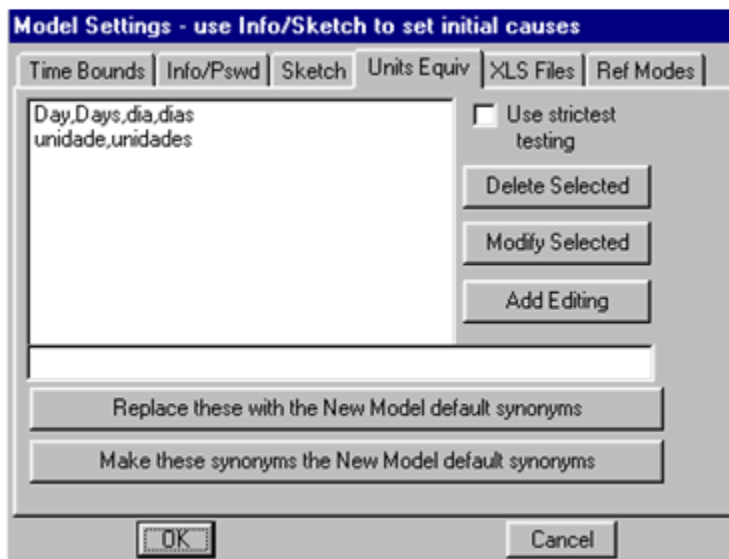 Model Settings - use Info/Sketch to set initial causes
Time Bounds Info/Pswd Sketch Units Equiv XLS Files Ref Modes
Day,Days,dia,dias
unidade,unidades
Use strictest
testing
Delete Selected
Modify Selected
Add Editing
Replace these with the New Model default synonyms
Make these synonyms the New Model default synonyms
OK Cancel